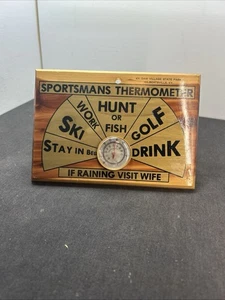 SPORTSMANS THERMOMETER
HUNT
OR
FISH
WORK
GOLF
SKI
STAY IN BED
DRINK
IF RAINING VISIT WIFE